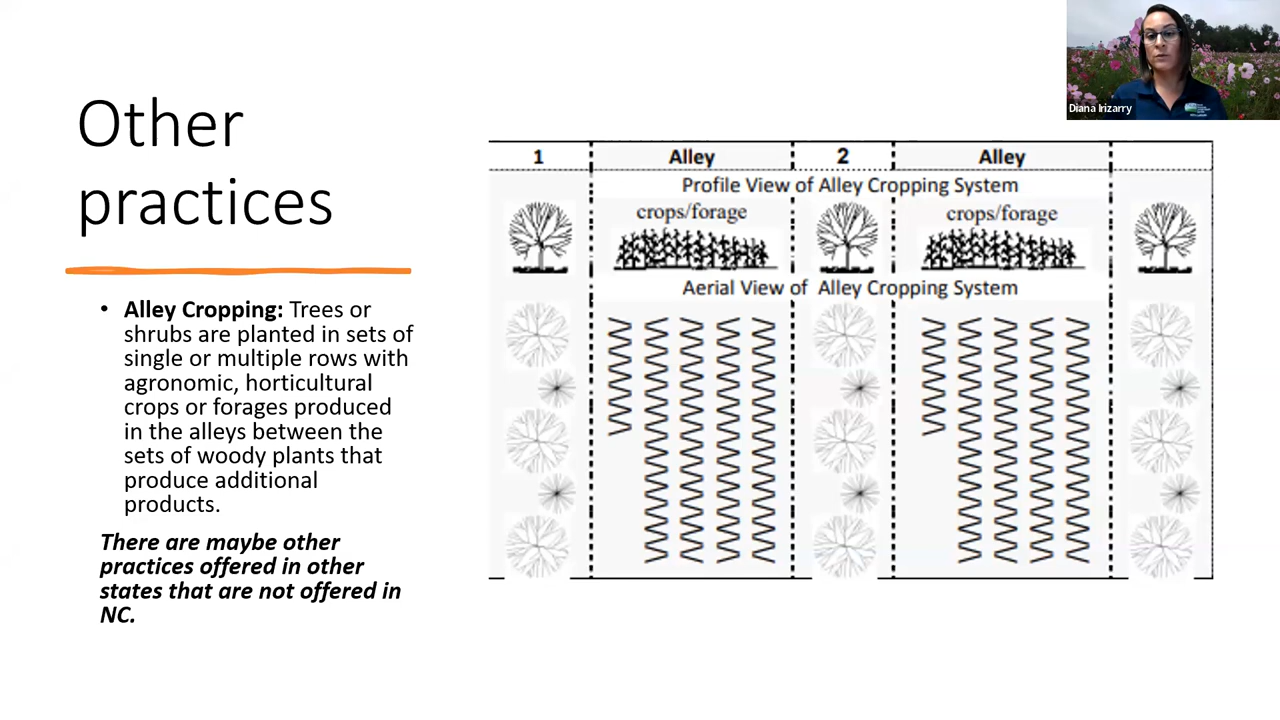 Other
practices
• Alley Cropping: Trees or
shrubs are planted in sets of
single or multiple rows with
agronomic, horticultural
crops or forages produced
in the alleys between the
sets of woody plants that
produce additional
products.
There are maybe other
practices offered in other
states that are not offered in
NC.
1 Alley 2 Alley
Profile View of Alley Cropping System
crops/forage crops/forage
Aerial View of Alley Cropping System
Diana Irizarry